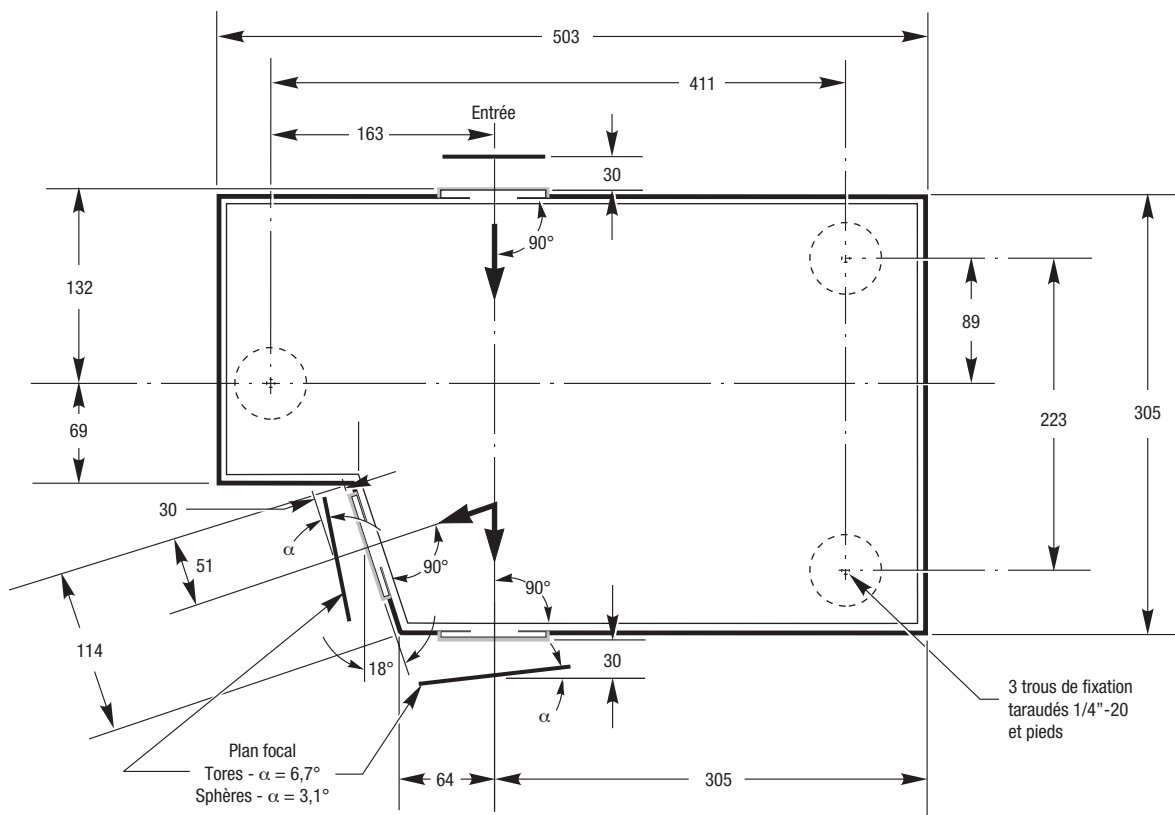 503
411
Entrée
163
30
90°
132
89
69
223
305
30
α
51
90°
90°
114
18°
30
α
3 trous de fixation
taraudés 1/4”-20
et pieds
Plan focal
Tores - α = 6,7°
Sphères - α = 3,1°
64
305